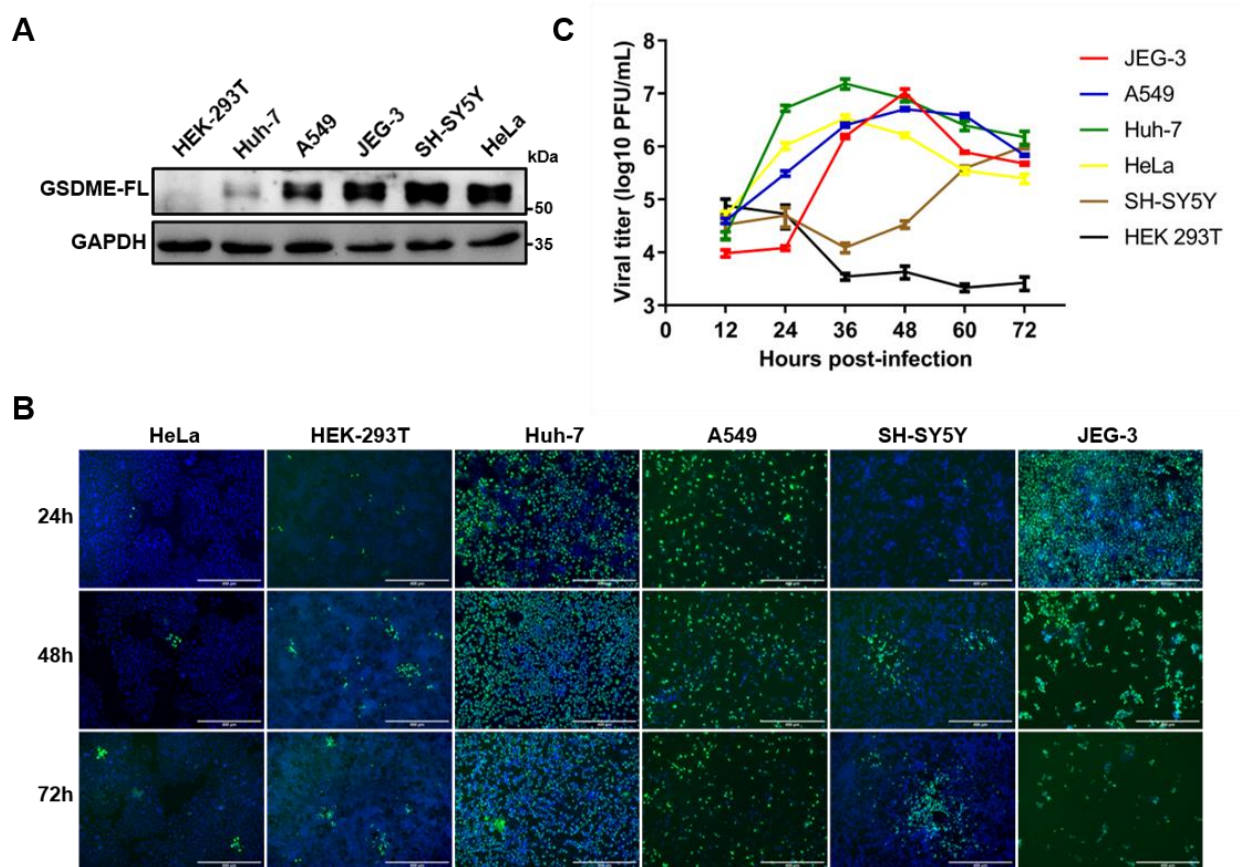 A
HEK-293T
Huh-7
A549
JEG-3
SH-SY5Y
HeLa
kDa
GSDME-FL
-50
GAPDH
-35
C
Viral titer (log10 PFU/mL)
8
7
6
5
4
3
0 12 24 36 48 60 72
Hours post-infection
JEG-3
A549
Huh-7
HeLa
SH-SY5Y
HEK 293T
B
HeLa HEK-293T Huh-7 A549 SH-SY5Y JEG-3
24h
48h
72h